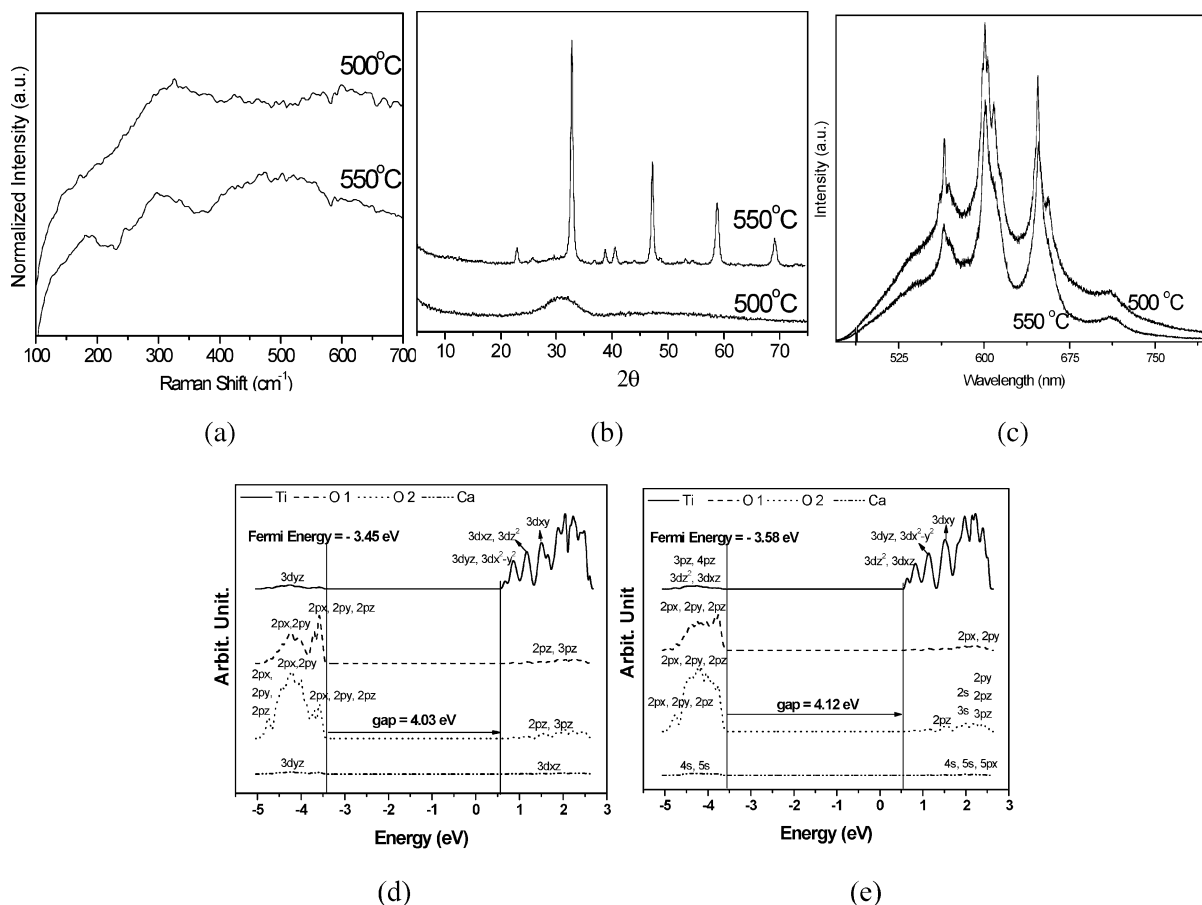 Normalized Intensity (a.u.)
500°C
550°C
100 200 300 400 500 600 700
Raman Shift (cm⁻¹)
(a)
550°C
500°C
10 20 30 40 50 60 70
2θ
(b)
Intensity (a.u.)
500 °C
550 °C
525 600 675 750
Wavelength (nm)
(c)
Ti O 1 O 2 Ca
Fermi Energy = - 3.45 eV
3dxz, 3dz²
3dxy
3dyz, 3dx²-y²
3dyz
2px, 2py, 2pz
2px,2py
2pz, 3pz
2px,2py
2px,
2py,
2pz
2px, 2py, 2pz
gap = 4.03 eV
2pz, 3pz
3dyz
3dxz
Arbit. Unit.
-5 -4 -3 -2 -1 0 1 2 3
Energy (eV)
(d)
Ti O 1 O 2 Ca
Fermi Energy = - 3.58 eV
3dxy
3dyz, 3dx²-y²
3dz², 3dxz
3pz, 4pz
3dz², 3dxz
2px, 2py, 2pz
2px, 2py
2px, 2py, 2pz
2px, 2py, 2pz
gap = 4.12 eV
2py
2s 2pz
3s 3pz
2pz
4s, 5s
4s, 5s, 5px
Arbit. Unit
-5 -4 -3 -2 -1 0 1 2 3
Energy (eV)
(e)